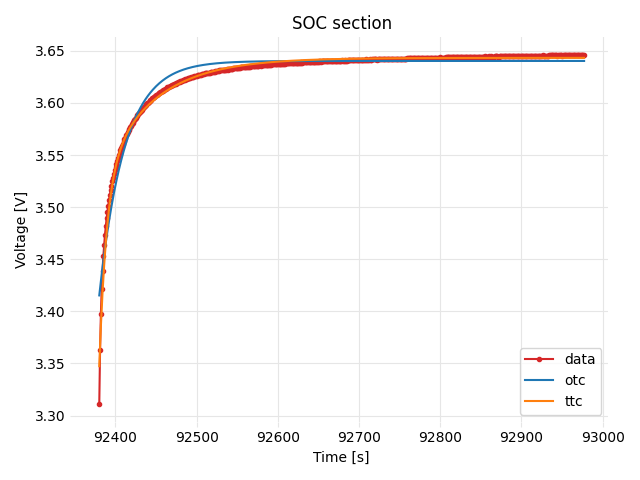 SOC section
Voltage [V]
3.65
3.60
3.55
3.50
3.45
3.40
3.35
3.30
data
otc
ttc
92400
92500
92600
92700
92800
92900
93000
Time [s]